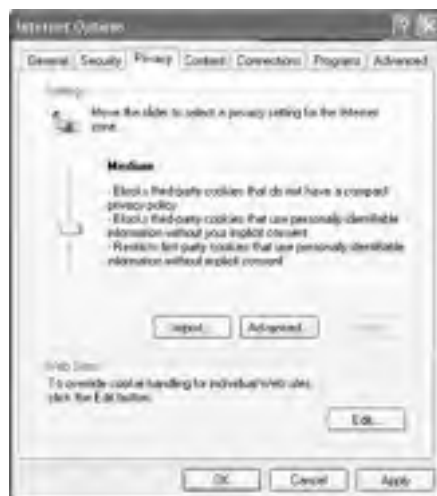 Internet Options
General Security Privacy Content Connections Programs Advanced
Settings
Move the slider to select a privacy setting for the Internet
zone.
Medium
- Blocks third-party cookies that do not have a compact
privacy policy
- Blocks third-party cookies that use personally identifiable
information without your implicit consent
- Restricts first-party cookies that use personally identifiable
information without implicit consent
Import... Advanced...
Web Sites
To override cookie handling for individual Web sites,
click the Edit button.
Edit...
OK Cancel Apply